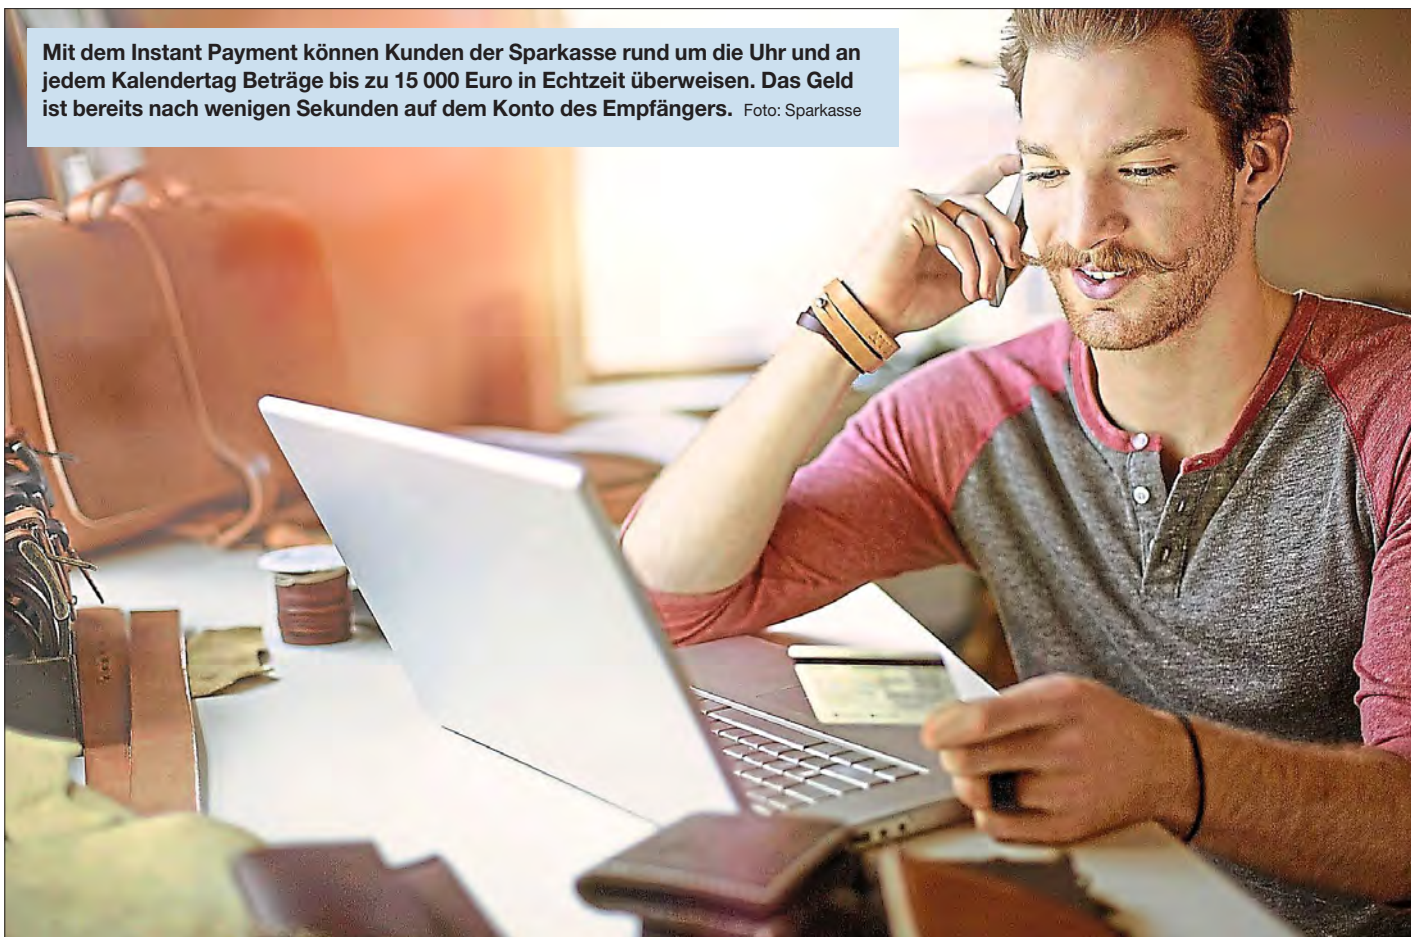 Mit dem Instant Payment können Kunden der Sparkasse rund um die Uhr und an
jedem Kalendertag Beträge bis zu 15 000 Euro in Echtzeit überweisen. Das Geld
ist bereits nach wenigen Sekunden auf dem Konto des Empfängers. Foto: Sparkasse